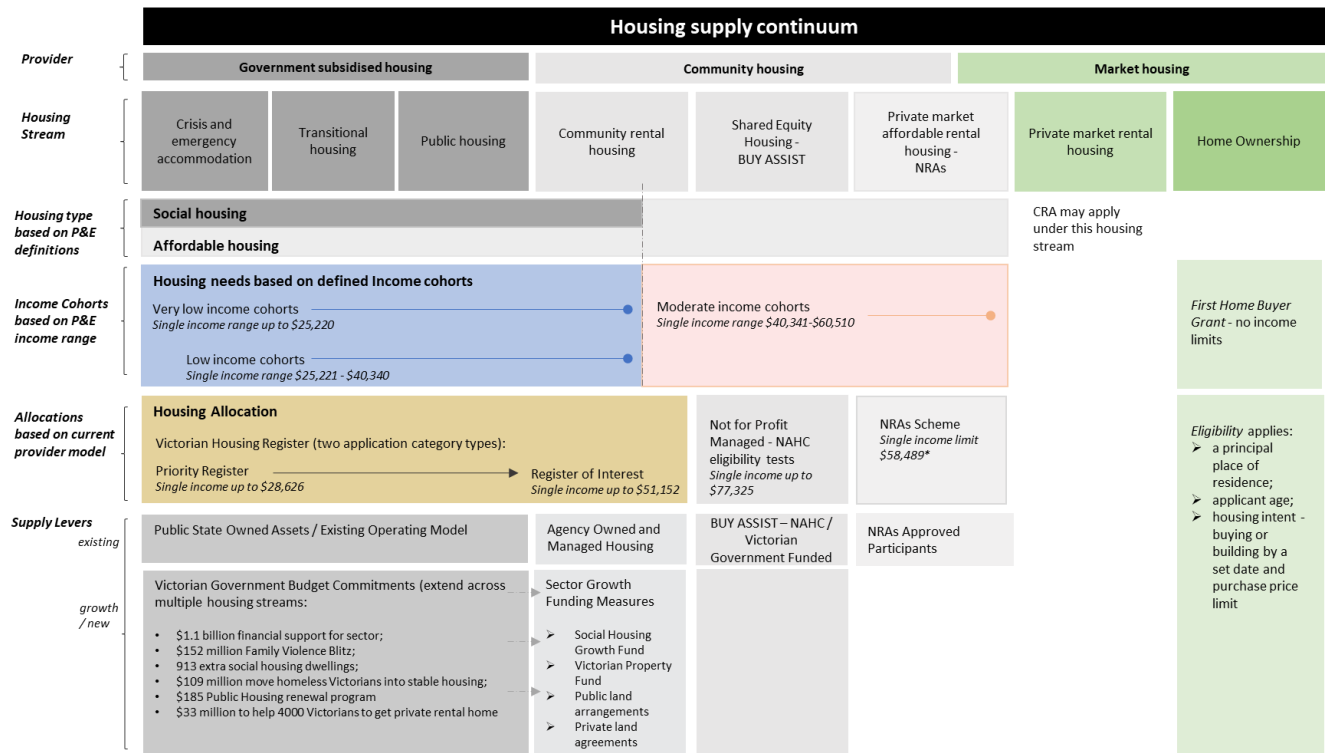 Housing supply continuum
Provider
Government subsidised housing
Community housing
Market housing
Housing
Stream
Crisis and
emergency
accommodation
Transitional
housing
Public housing
Community rental
housing
Shared Equity
Housing -
BUY ASSIST
Private market
affordable rental
housing -
NRAs
Private market rental
housing
Home Ownership
Housing type
based on P&E
definitions
Social housing
Affordable housing
CRA may apply
under this housing
stream
Income Cohorts
based on P&E
income range
Housing needs based on defined Income cohorts
Very low income cohorts
Single income range up to $25,220
Low income cohorts
Single income range $25,221 - $40,340
Moderate income cohorts
Single income range $40,341-$60,510
First Home Buyer
Grant - no income
limits
Allocations
based on current
provider model
Housing Allocation
Victorian Housing Register (two application category types):
Priority Register
Single income up to $28,626
Register of Interest
Single income up to $51,152
Not for Profit
Managed - NAHC
eligibility tests
Single income up to
$77,325
NRAs Scheme
Single income limit
$58,489*
Eligibility applies:
➢ a principal
place of
residence;
➢ applicant age;
➢ housing intent -
buying or
building by a
set date and
purchase price
limit
Supply Levers
existing
Public State Owned Assets / Existing Operating Model
Agency Owned and
Managed Housing
BUY ASSIST – NAHC /
Victorian
Government Funded
NRAs Approved
Participants
growth
/ new
Victorian Government Budget Commitments (extend across
multiple housing streams:
• $1.1 billion financial support for sector;
• $152 million Family Violence Blitz;
• 913 extra social housing dwellings;
• $109 million move homeless Victorians into stable housing;
• $185 Public Housing renewal program
• $33 million to help 4000 Victorians to get private rental home
Sector Growth
Funding Measures
➢ Social Housing
Growth Fund
➢ Victorian Property
Fund
➢ Public land
arrangements
➢ Private land
agreements